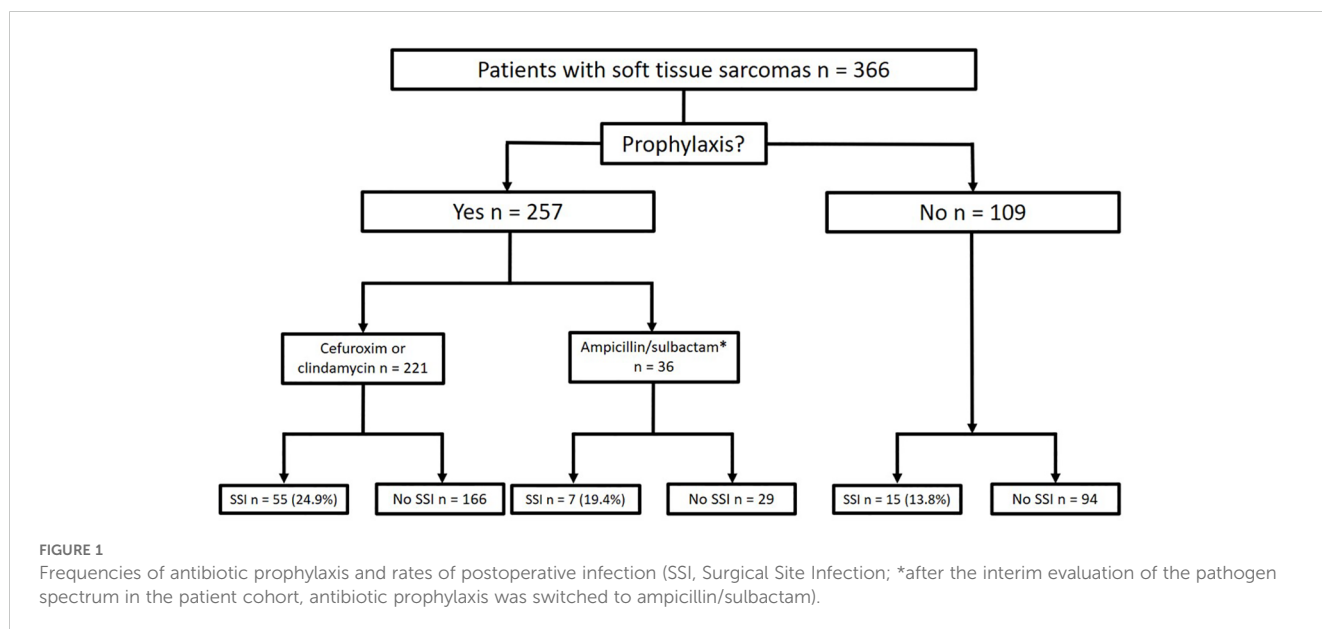 Patients with soft tissue sarcomas n = 366
Prophylaxis?
Yes n = 257
No n = 109
Cefuroxim or
clindamycin n = 221
Ampicillin/sulbactam*
n = 36
SSI n = 55 (24.9%)
No SSI n = 166
SSI n = 7 (19.4%)
No SSI n = 29
SSI n = 15 (13.8%)
No SSI n = 94
FIGURE 1
Frequencies of antibiotic prophylaxis and rates of postoperative infection (SSI, Surgical Site Infection; *after the interim evaluation of the pathogen
spectrum in the patient cohort, antibiotic prophylaxis was switched to ampicillin/sulbactam).